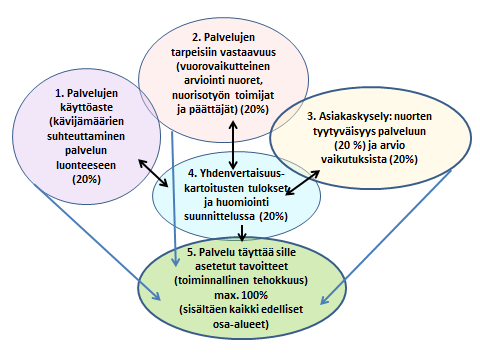 2. Palvelujen
tarpeisiin vastaavuus
(vuorovaikutteinen
arviointi nuoret,
nuorisotyön toimijat
ja päättäjät) (20%)
1. Palvelujen
käyttöaste
(kävijämäärien
suhteuttaminen
palvelun
luonteeseen
(20%)
3. Asiakaskysely: nuorten
tyytyväisyys palveluun
(20 %) ja arvio
vaikutuksista (20%)
4. Yhdenvertaisuus-
kartoitusten tulokset
ja huomiointi
suunnittelussa (20%)
5. Palvelu täyttää sille
asetetut tavoitteet
(toiminnallinen tehokkuus)
max. 100%
(sisältäen kaikki edelliset
osa-alueet)